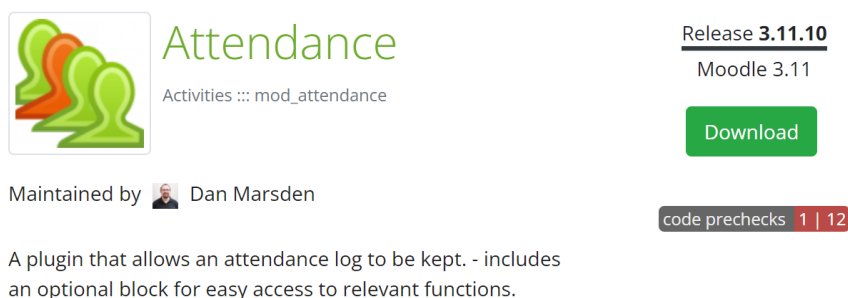 Attendance
Activities ::: mod_attendance
Release 3.11.10
Moodle 3.11
Download
Maintained by Dan Marsden
code prechecks 1 | 12
A plugin that allows an attendance log to be kept. - includes
an optional block for easy access to relevant functions.